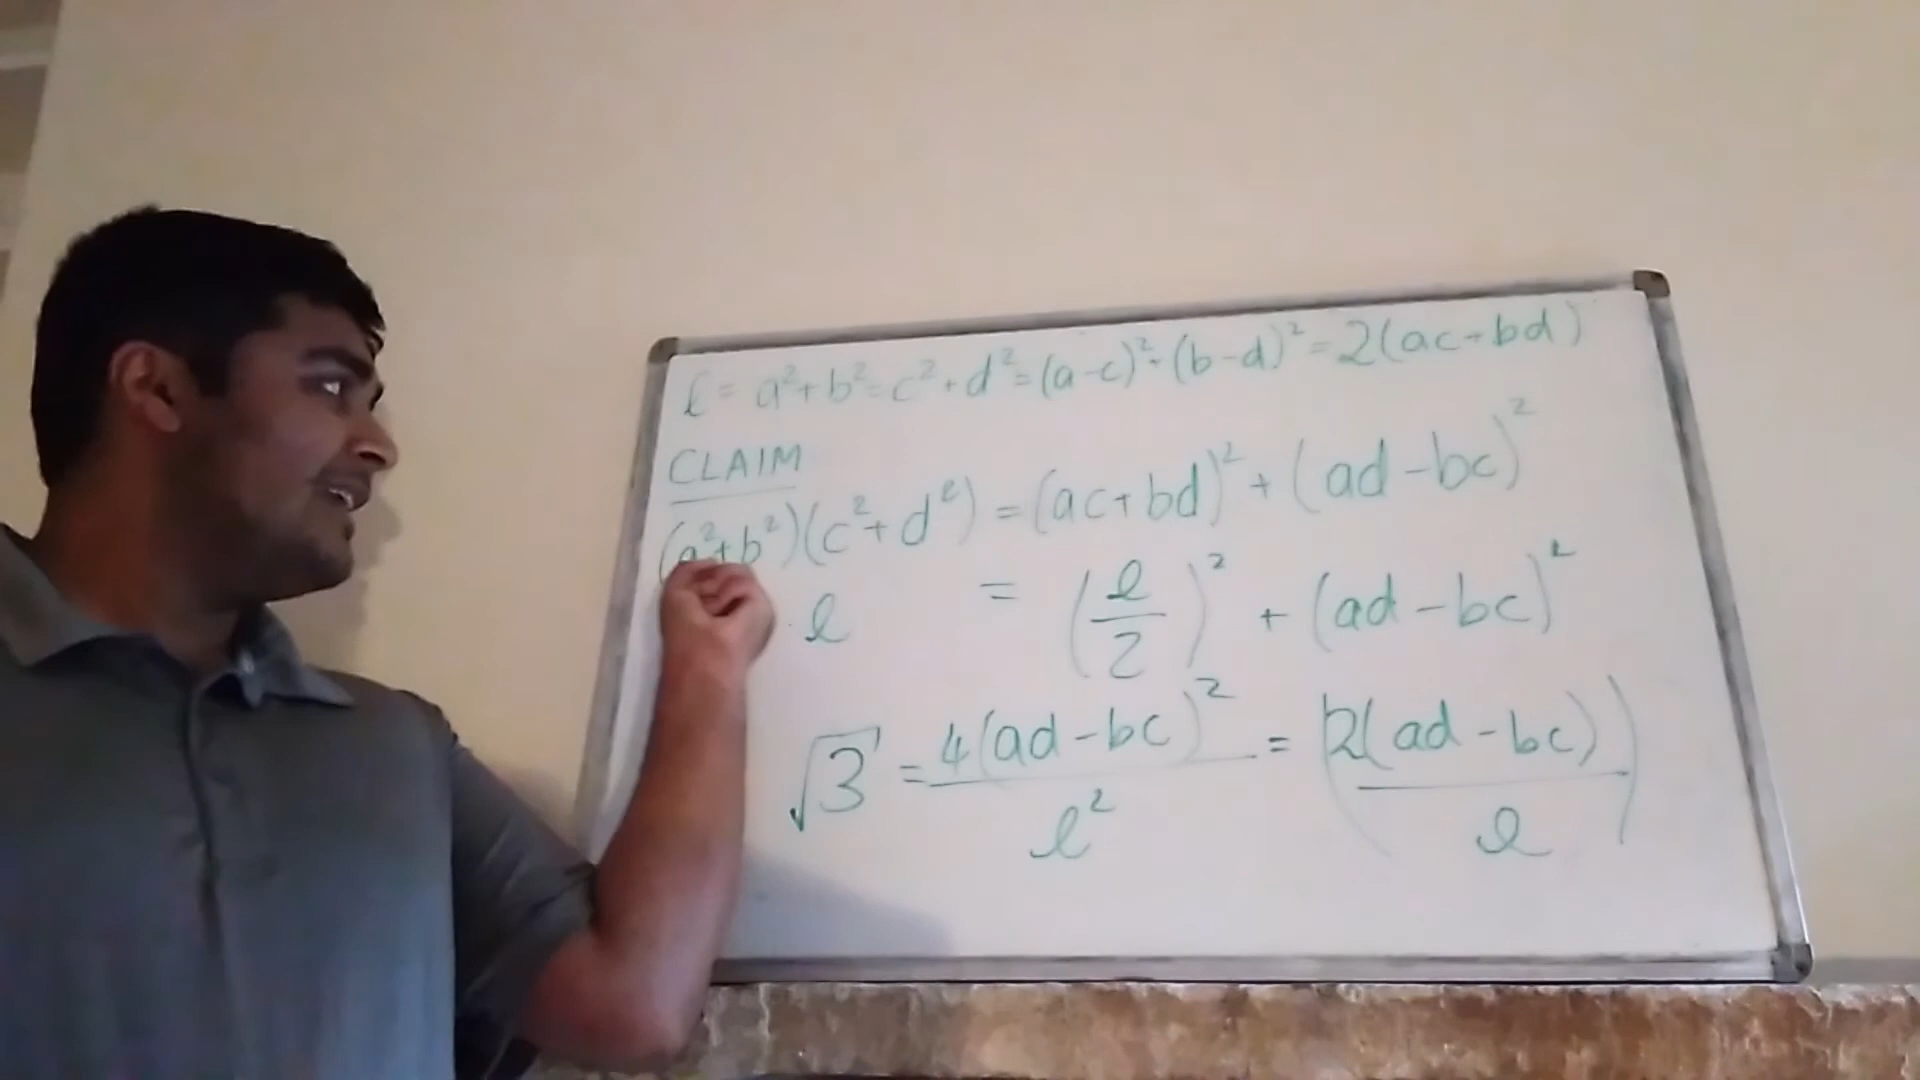 l = a² + b² = c² + d² = (a - c)² + (b - d)² = 2(ac + bd)
CLAIM
(a² + b²)(c² + d²) = (ac + bd)² + (ad - bc)²
l = (l/2)² + (ad - bc)²
√3 = 4(ad - bc)²/l² = (2(ad - bc)/l)